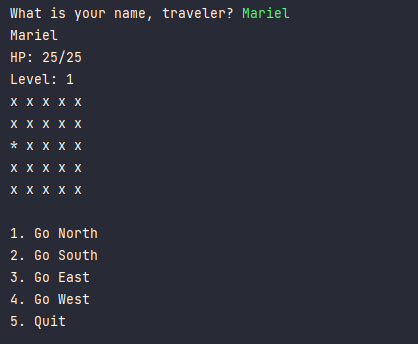 What is your name, traveler? Mariel
Mariel
HP: 25/25
Level: 1
x x x x x
x x x x x
* x x x x
x x x x x
x x x x x
1. Go North
2. Go South
3. Go East
4. Go West
5. Quit